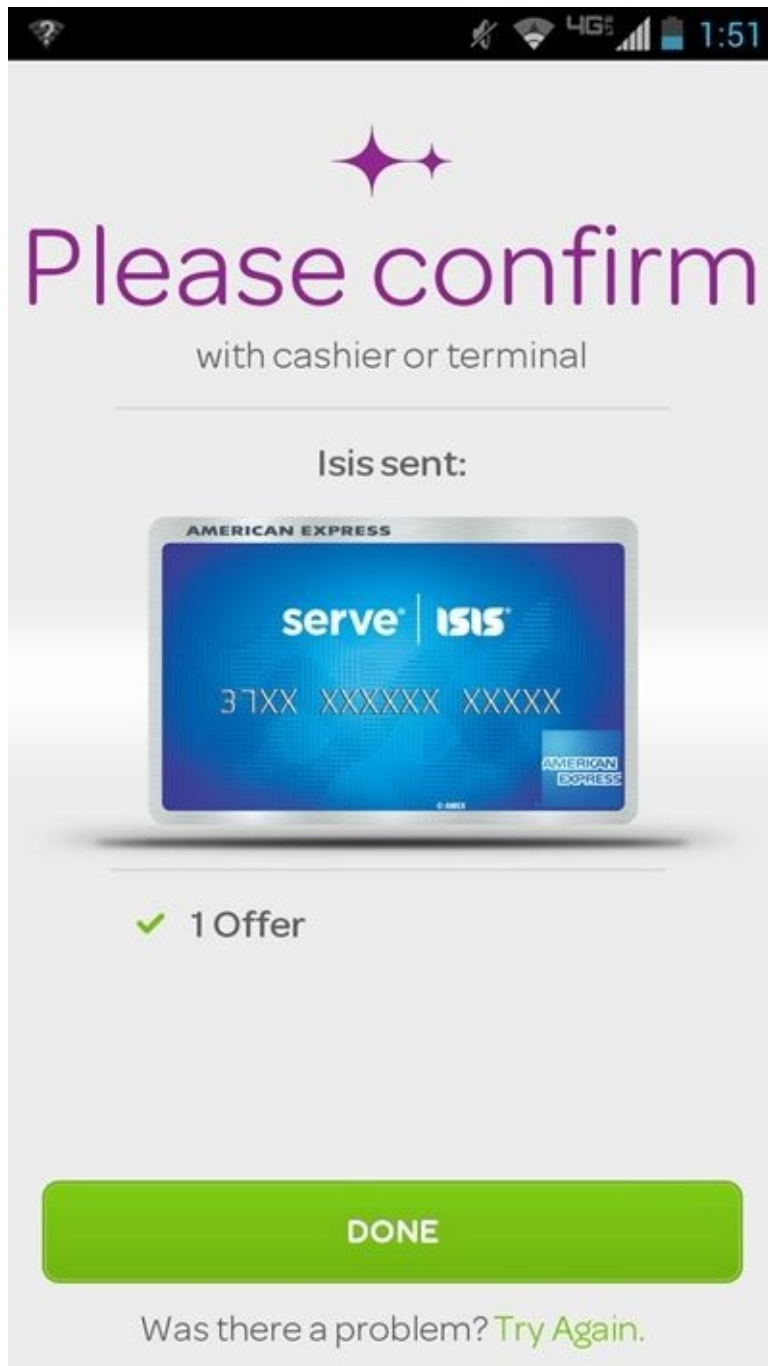 4G 1:51
Please confirm
with cashier or terminal
Isis sent:
AMERICAN EXPRESS
serve® | ISIS®
37XX XXXXXX XXXXX
AMERICAN
EXPRESS
© AMEX
✓ 1 Offer
DONE
Was there a problem? Try Again.